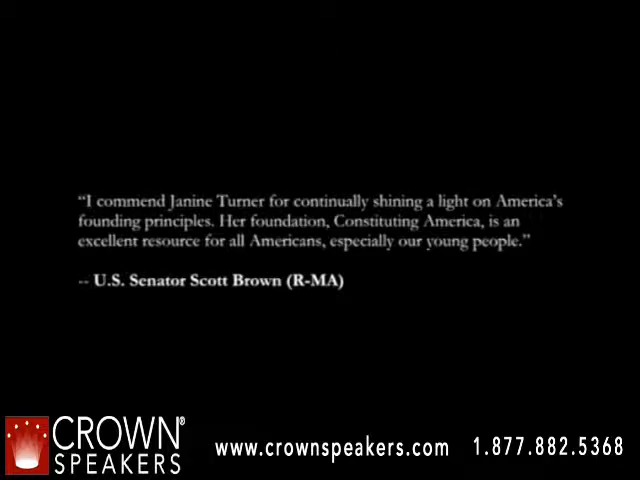 “I commend Janine Turner for continually shining a light on America’s
founding principles. Her foundation, Constituting America, is an
excellent resource for all Americans, especially our young people.”
-- U.S. Senator Scott Brown (R-MA)
CROWN®
SPEAKERS
www.crownspeakers.com 1.877.882.5368